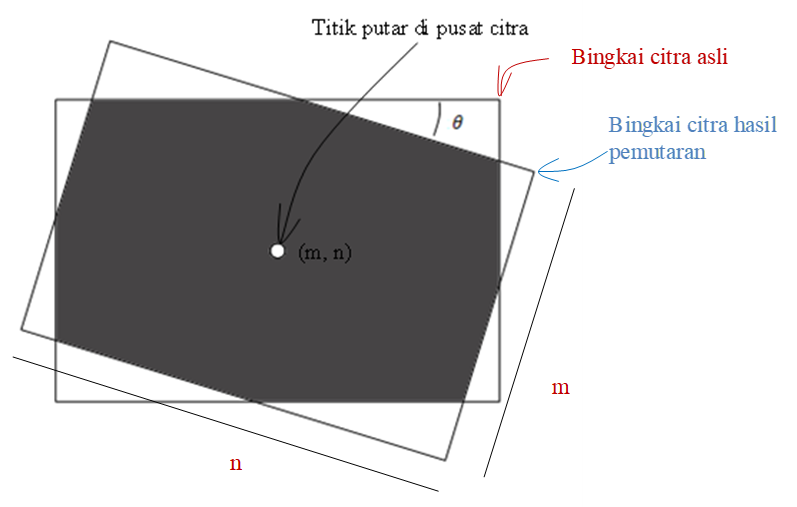 Titik putar di pusat citra
Bingkai citra asli
θ
Bingkai citra hasil
pemutaran
(m, n)
m
n